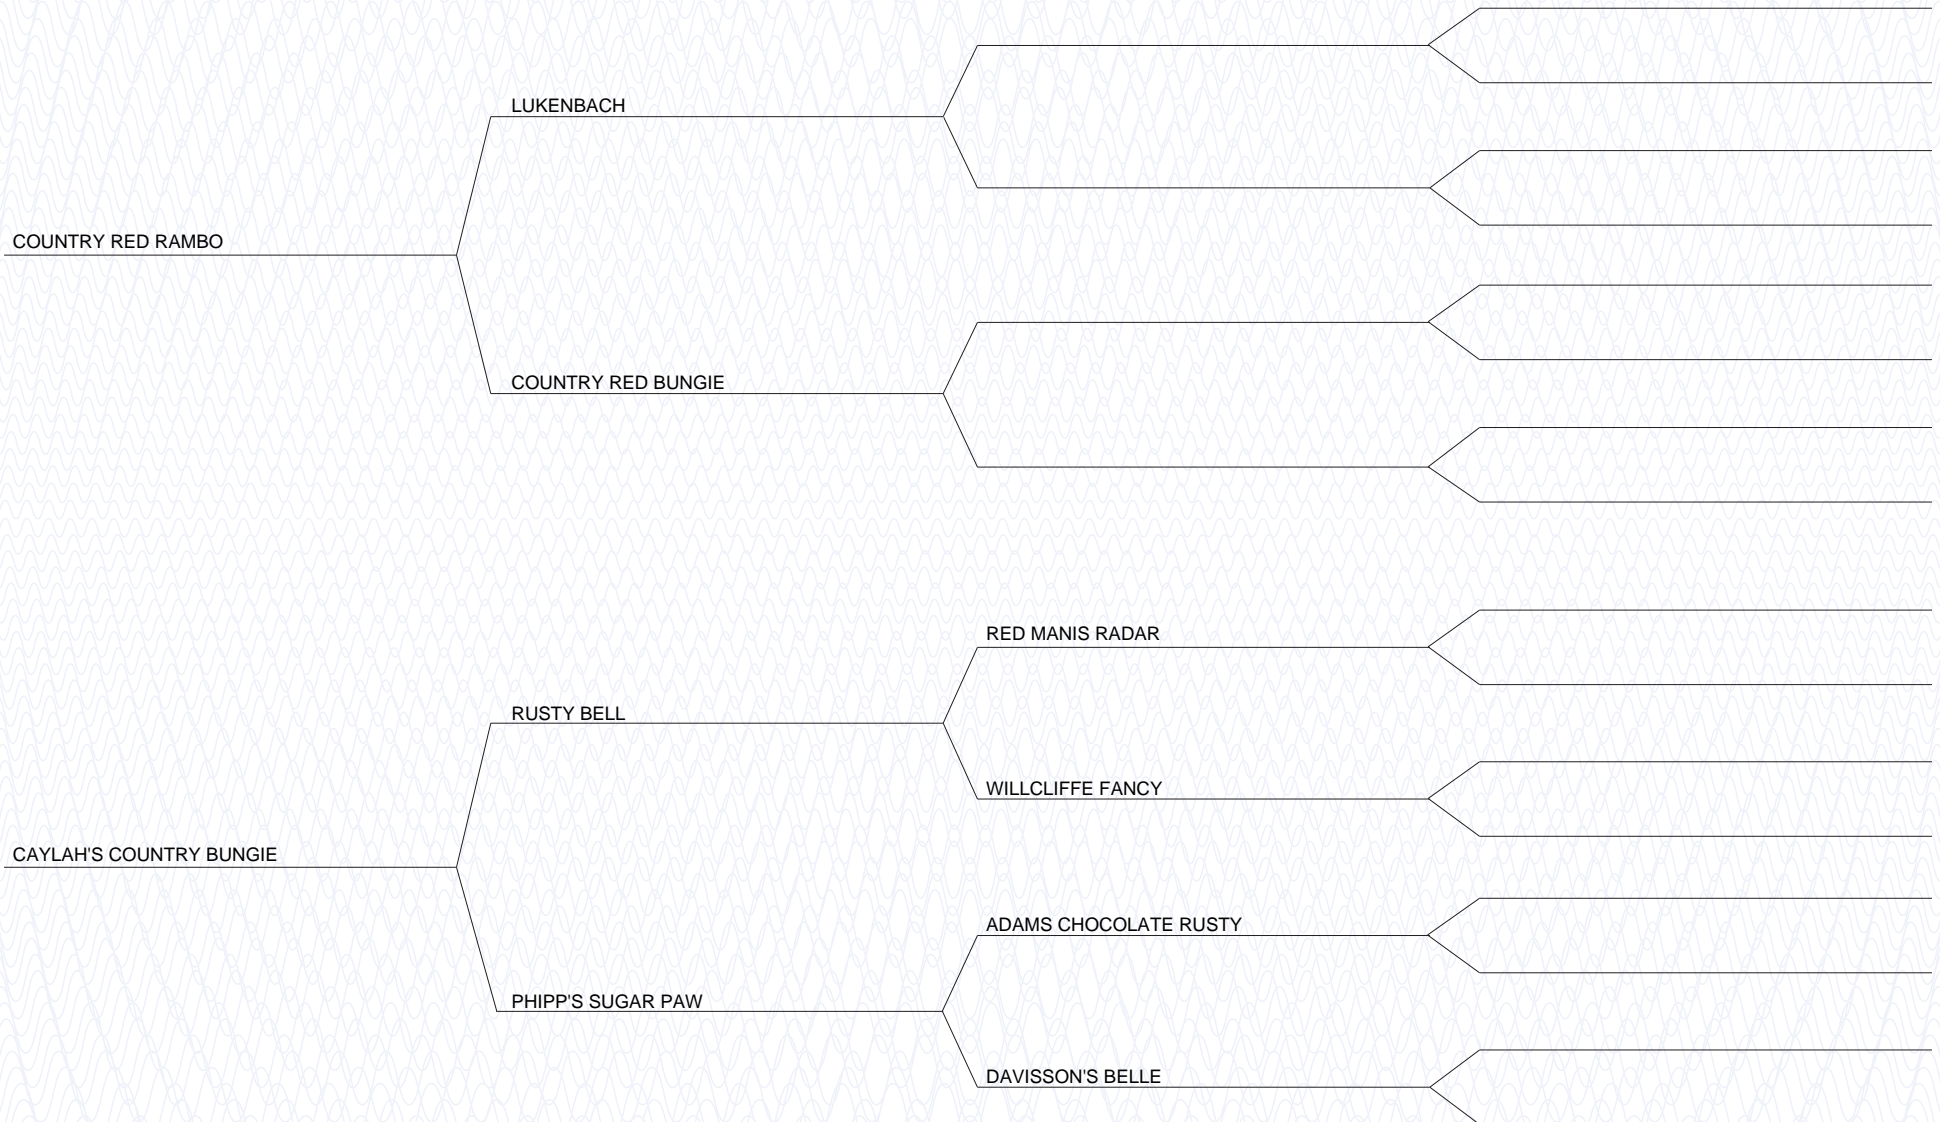 LUKENBACH
COUNTRY RED RAMBO
COUNTRY RED BUNGIE
RED MANIS RADAR
RUSTY BELL
WILLCLIFFE FANCY
CAYLAH'S COUNTRY BUNGIE
ADAMS CHOCOLATE RUSTY
PHIPP'S SUGAR PAW
DAVISSON'S BELLE